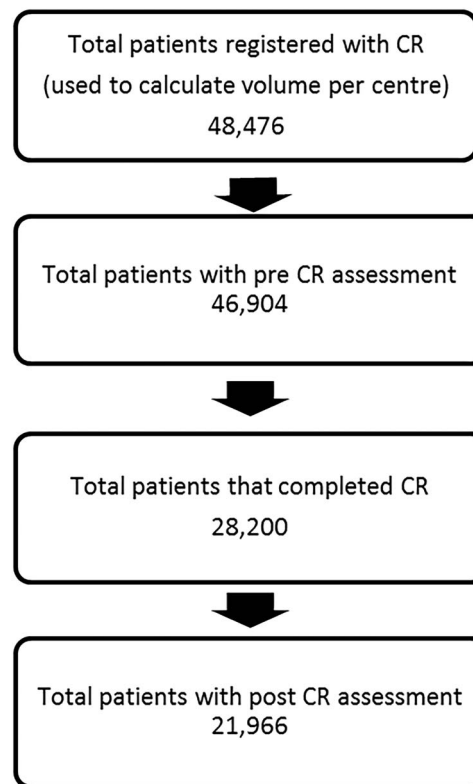 Total patients registered with CR
(used to calculate volume per centre)
48,476
Total patients with pre CR assessment
46,904
Total patients that completed CR
28,200
Total patients with post CR assessment
21,966